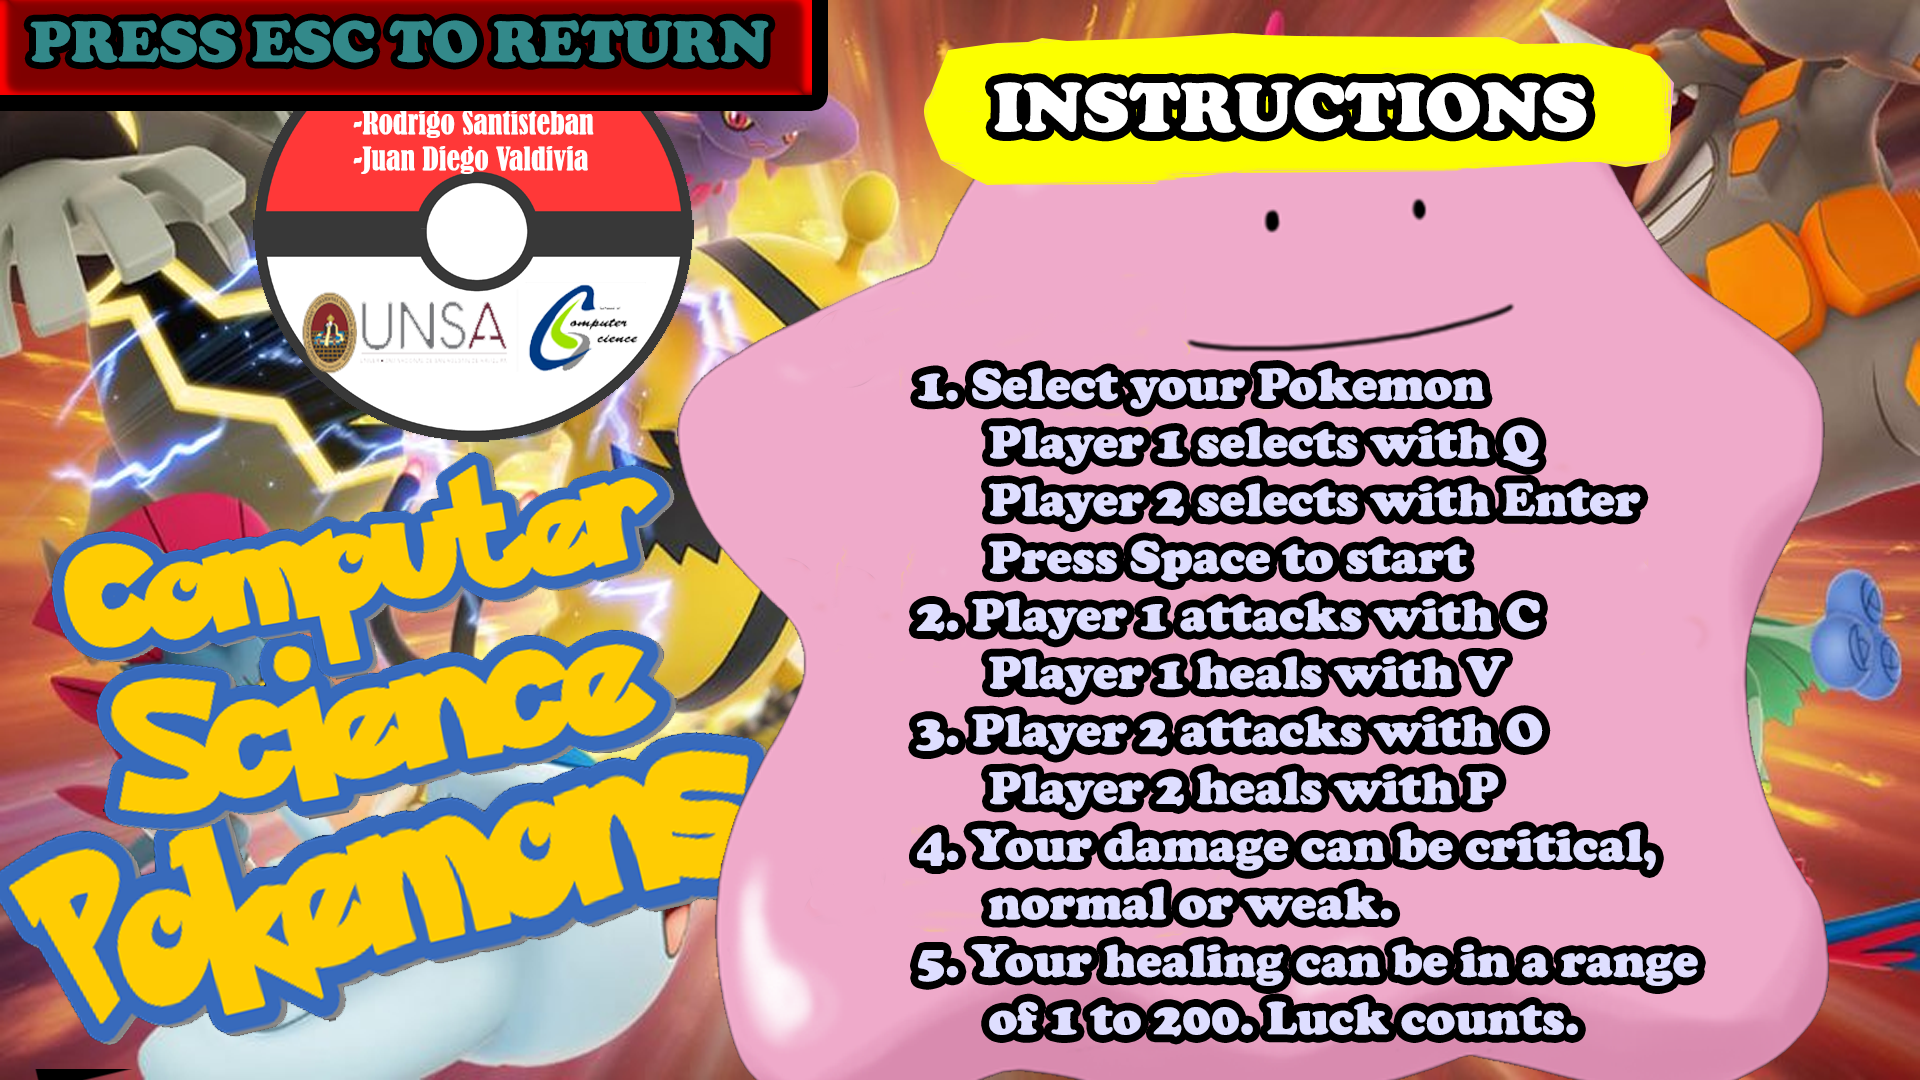 PRESS ESC TO RETURN
-Rodrigo Santisteban
-Juan Diego Valdivia
UNSA
Computer
Science
Computer
Science
Pokemons
INSTRUCTIONS
1. Select your Pokemon
Player 1 selects with Q
Player 2 selects with Enter
Press Space to start
2. Player 1 attacks with C
Player 1 heals with V
3. Player 2 attacks with O
Player 2 heals with P
4. Your damage can be critical,
normal or weak.
5. Your healing can be in a range
of 1 to 200. Luck counts.